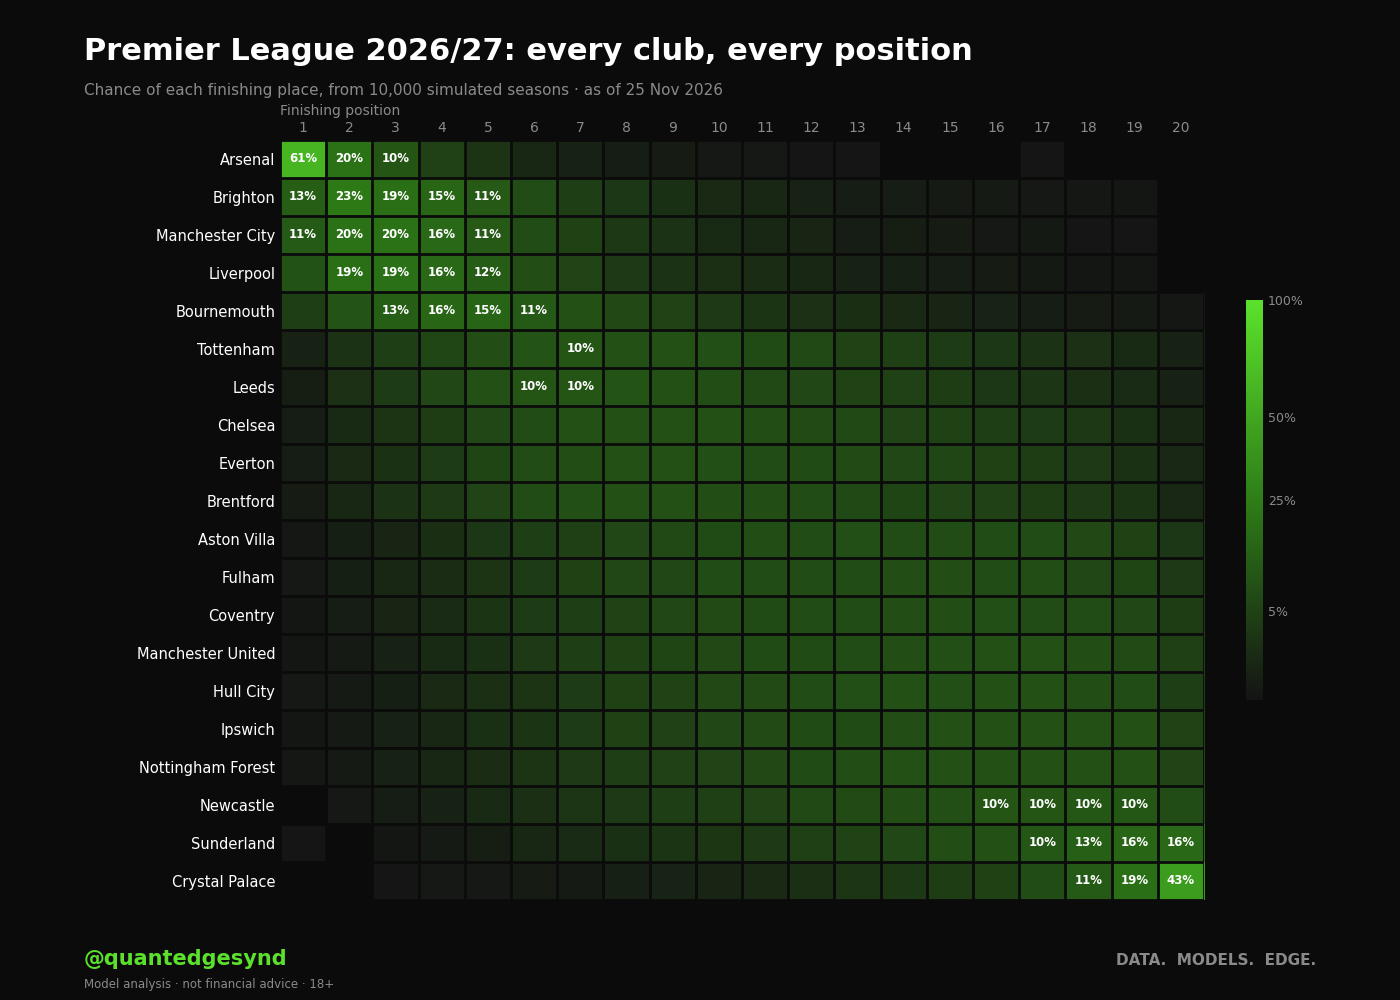 Premier League 2026/27: every club, every position
Chance of each finishing place, from 10,000 simulated seasons · as of 25 Nov 2026
Finishing position
1 2 3 4 5 6 7 8 9 10 11 12 13 14 15 16 17 18 19 20
Arsenal 61% 20% 10%
Brighton 13% 23% 19% 15% 11%
Manchester City 11% 20% 20% 16% 11%
Liverpool 19% 19% 16% 12%
Bournemouth 13% 16% 15% 11%
100%
Tottenham 10%
Leeds 10% 10%
Chelsea
50%
Everton
Brentford
25%
Aston Villa
Fulham
Coventry
5%
Manchester United
Hull City
Ipswich
Nottingham Forest
Newcastle 10% 10% 10% 10%
Sunderland 10% 13% 16% 16%
Crystal Palace 11% 19% 43%
@quantedgesynd
DATA. MODELS. EDGE.
Model analysis · not financial advice · 18+